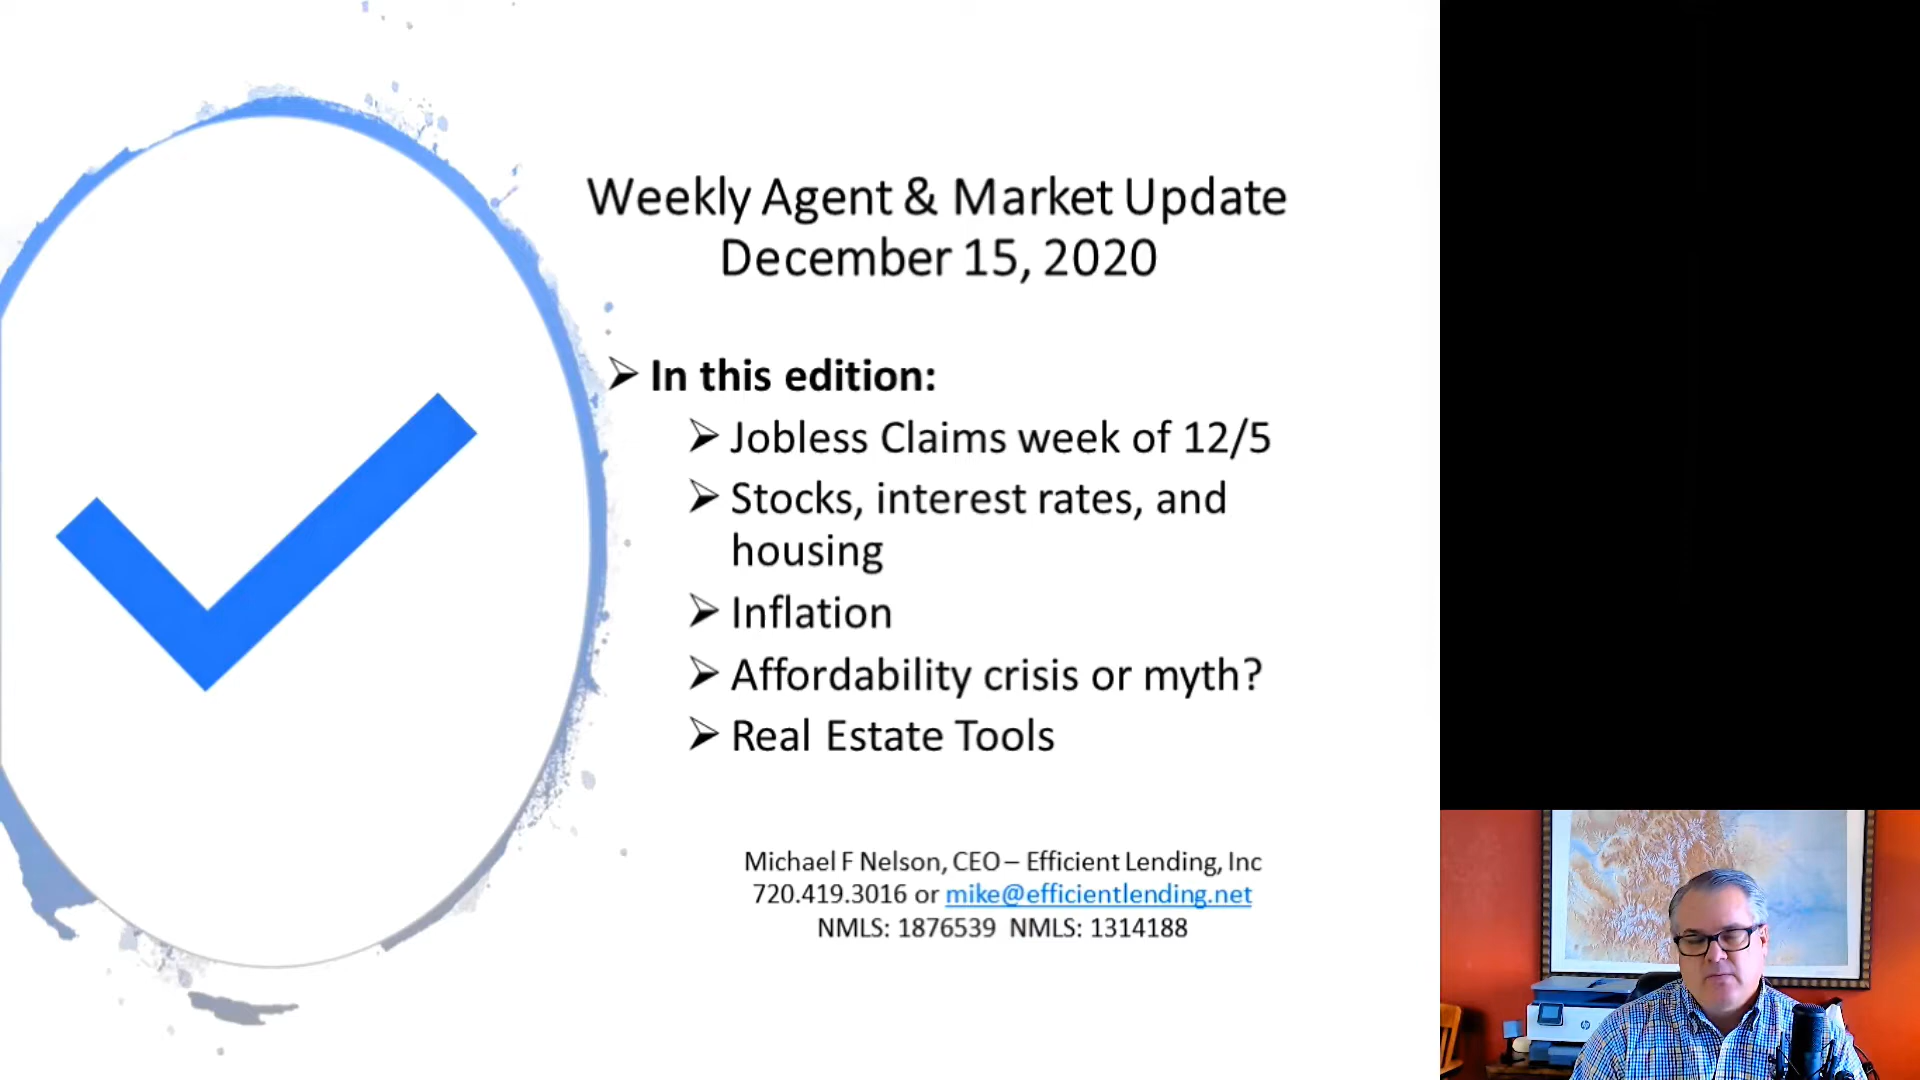 Weekly Agent & Market Update
December 15, 2020
➢ In this edition:
➢ Jobless Claims week of 12/5
➢ Stocks, interest rates, and
housing
➢ Inflation
➢ Affordability crisis or myth?
➢ Real Estate Tools
Michael F Nelson, CEO – Efficient Lending, Inc
720.419.3016 or mike@efficientlending.net
NMLS: 1876539 NMLS: 1314188
hp